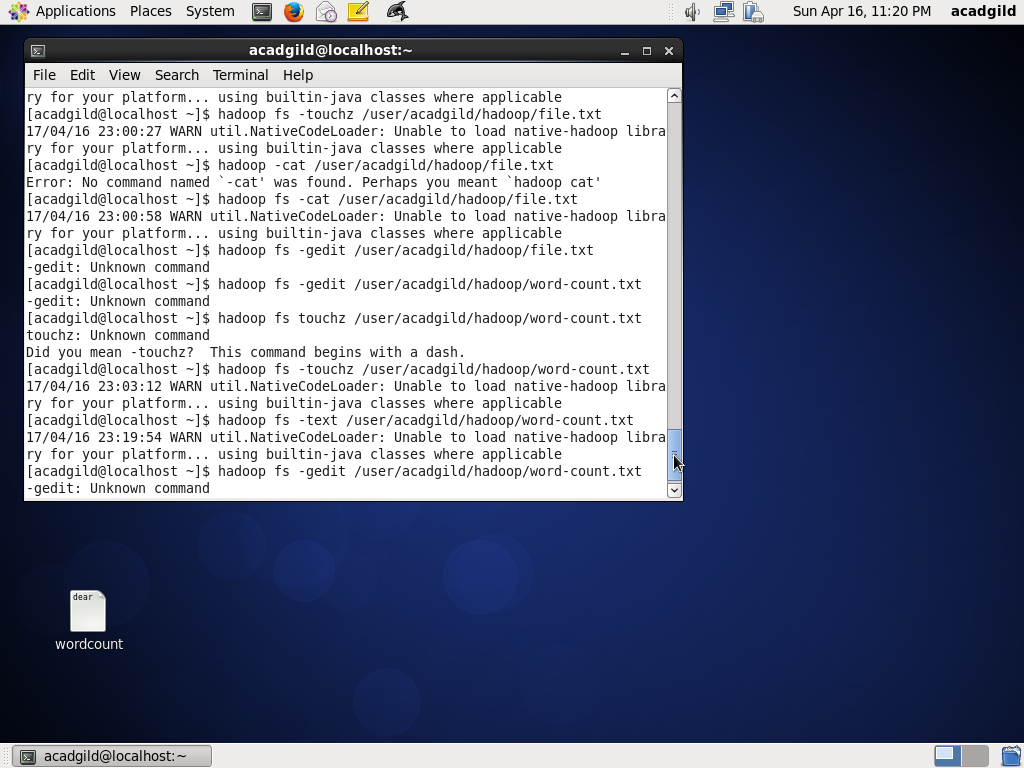 Applications Places System Sun Apr 16, 11:20 PM acadgild
acadgild@localhost:~
File Edit View Search Terminal Help
ry for your platform... using builtin-java classes where applicable
[acadgild@localhost ~]$ hadoop fs -touchz /user/acadgild/hadoop/file.txt
17/04/16 23:00:27 WARN util.NativeCodeLoader: Unable to load native-hadoop libra
ry for your platform... using builtin-java classes where applicable
[acadgild@localhost ~]$ hadoop -cat /user/acadgild/hadoop/file.txt
Error: No command named `-cat' was found. Perhaps you meant `hadoop cat'
[acadgild@localhost ~]$ hadoop fs -cat /user/acadgild/hadoop/file.txt
17/04/16 23:00:58 WARN util.NativeCodeLoader: Unable to load native-hadoop libra
ry for your platform... using builtin-java classes where applicable
[acadgild@localhost ~]$ hadoop fs -gedit /user/acadgild/hadoop/file.txt
-gedit: Unknown command
[acadgild@localhost ~]$ hadoop fs -gedit /user/acadgild/hadoop/word-count.txt
-gedit: Unknown command
[acadgild@localhost ~]$ hadoop fs touchz /user/acadgild/hadoop/word-count.txt
touchz: Unknown command
Did you mean -touchz?  This command begins with a dash.
[acadgild@localhost ~]$ hadoop fs -touchz /user/acadgild/hadoop/word-count.txt
17/04/16 23:03:12 WARN util.NativeCodeLoader: Unable to load native-hadoop libra
ry for your platform... using builtin-java classes where applicable
[acadgild@localhost ~]$ hadoop fs -text /user/acadgild/hadoop/word-count.txt
17/04/16 23:19:54 WARN util.NativeCodeLoader: Unable to load native-hadoop libra
ry for your platform... using builtin-java classes where applicable
[acadgild@localhost ~]$ hadoop fs -gedit /user/acadgild/hadoop/word-count.txt
-gedit: Unknown command
dear
wordcount
acadgild@localhost:~